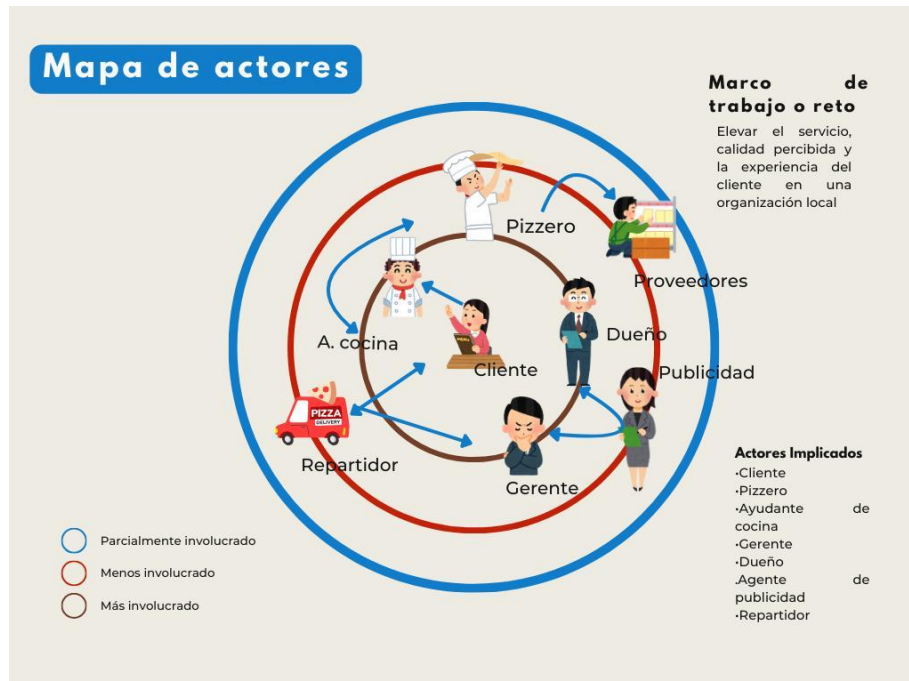 Mapa de actores
Marco de
trabajo o reto
Elevar el servicio,
calidad percibida y
la experiencia del
cliente en una
organización local
Pizzero
Proveedores
A. cocina
Dueño
MENU
Cliente
Publicidad
PIZZA
DELIVERY
Repartidor
Gerente
Actores Implicados
•Cliente
•Pizzero
•Ayudante de
cocina
•Gerente
•Dueño
.Agente de
publicidad
•Repartidor
Parcialmente involucrado
Menos involucrado
Más involucrado